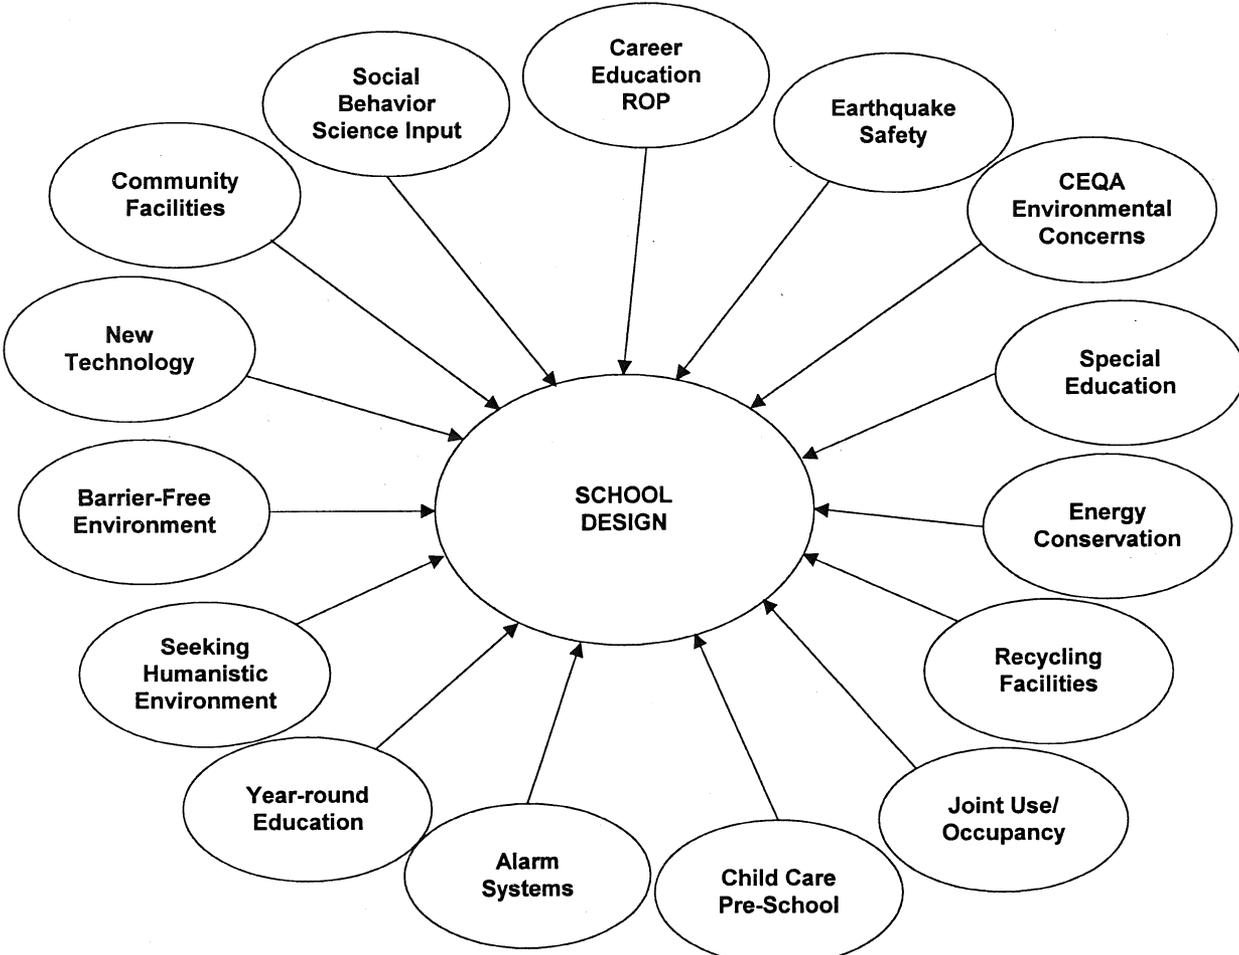 Career
Education
ROP
Social
Behavior
Science Input
Earthquake
Safety
Community
Facilities
CEQA
Environmental
Concerns
New
Technology
Special
Education
Barrier-Free
Environment
SCHOOL
DESIGN
Energy
Conservation
Seeking
Humanistic
Environment
Recycling
Facilities
Year-round
Education
Joint Use/
Occupancy
Alarm
Systems
Child Care
Pre-School